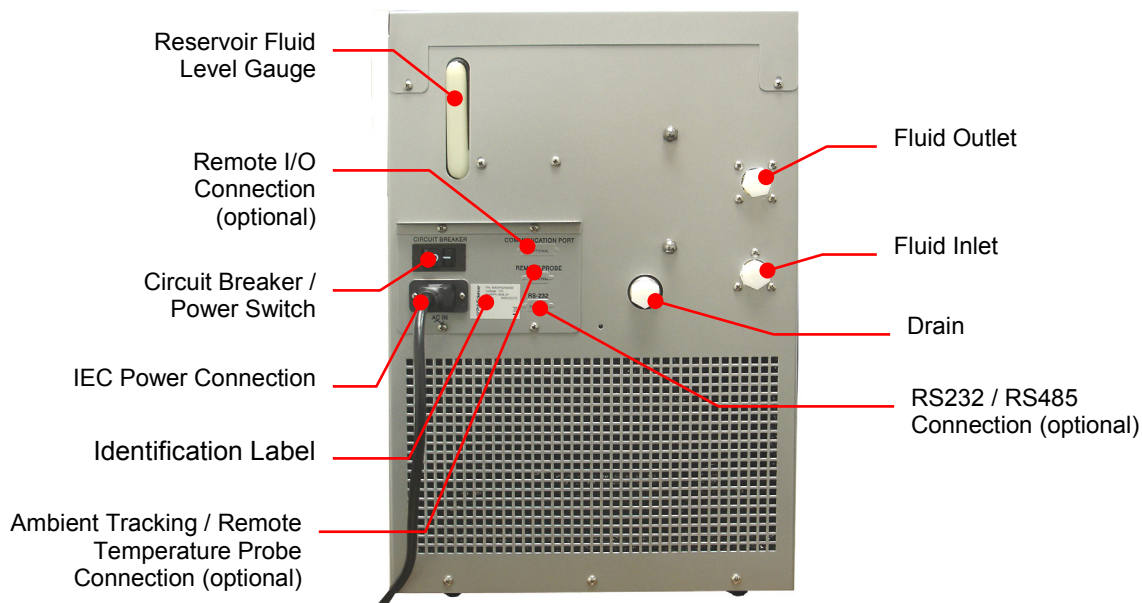 Reservoir Fluid
Level Gauge
Remote I/O
Connection
(optional)
Circuit Breaker /
Power Switch
IEC Power Connection
Identification Label
Ambient Tracking / Remote
Temperature Probe
Connection (optional)
CIRCUIT BREAKER
AC IN
COMMUNICATION PORT
REMOTE PROBE
RS-232
Fluid Outlet
Fluid Inlet
Drain
RS232 / RS485
Connection (optional)